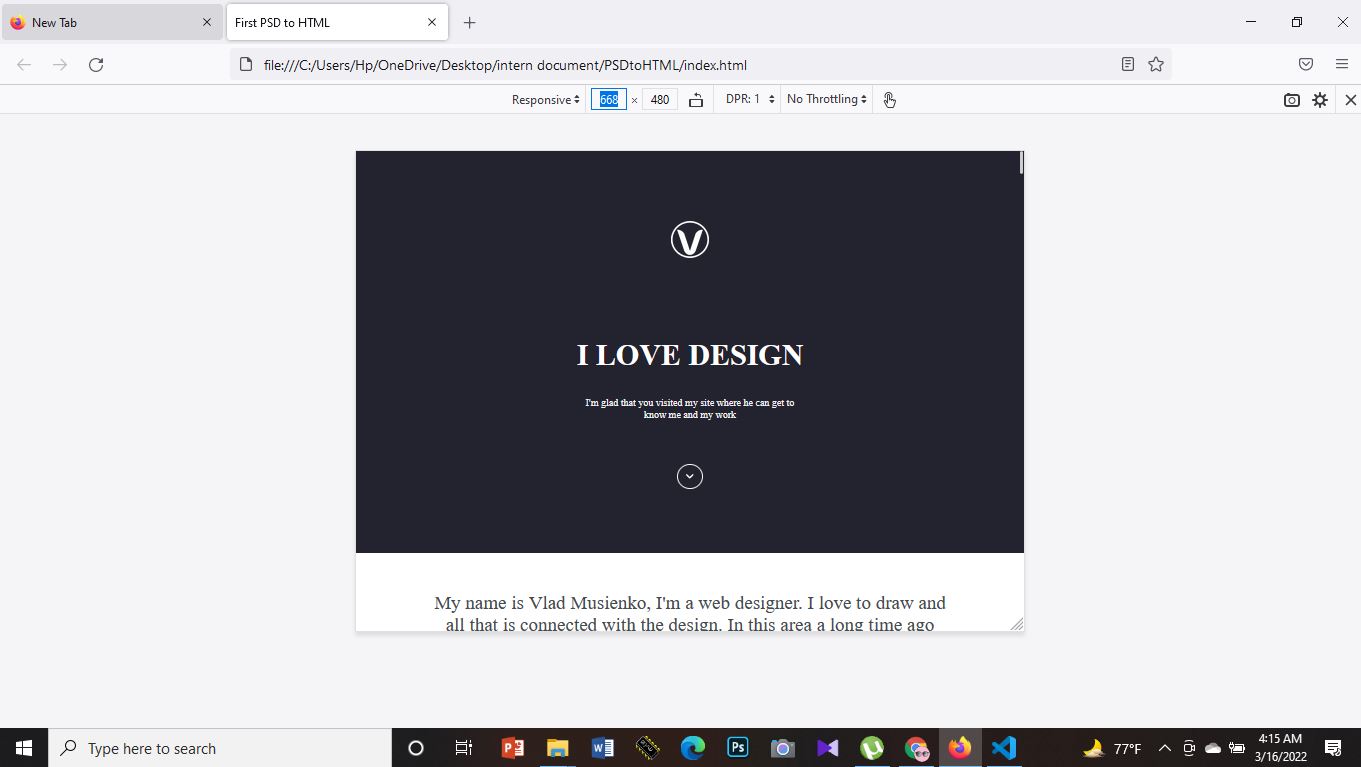 New Tab
First PSD to HTML
file:///C:/Users/Hp/OneDrive/Desktop/intern document/PSDtoHTML/index.html
Responsive 668 × 480 DPR: 1 No Throttling
V
I LOVE DESIGN
I'm glad that you visited my site where he can get to
know me and my work
My name is Vlad Musienko, I'm a web designer. I love to draw and
all that is connected with the design. In this area a long time ago
Type here to search
Ps
77°F
4:15 AM
3/16/2022